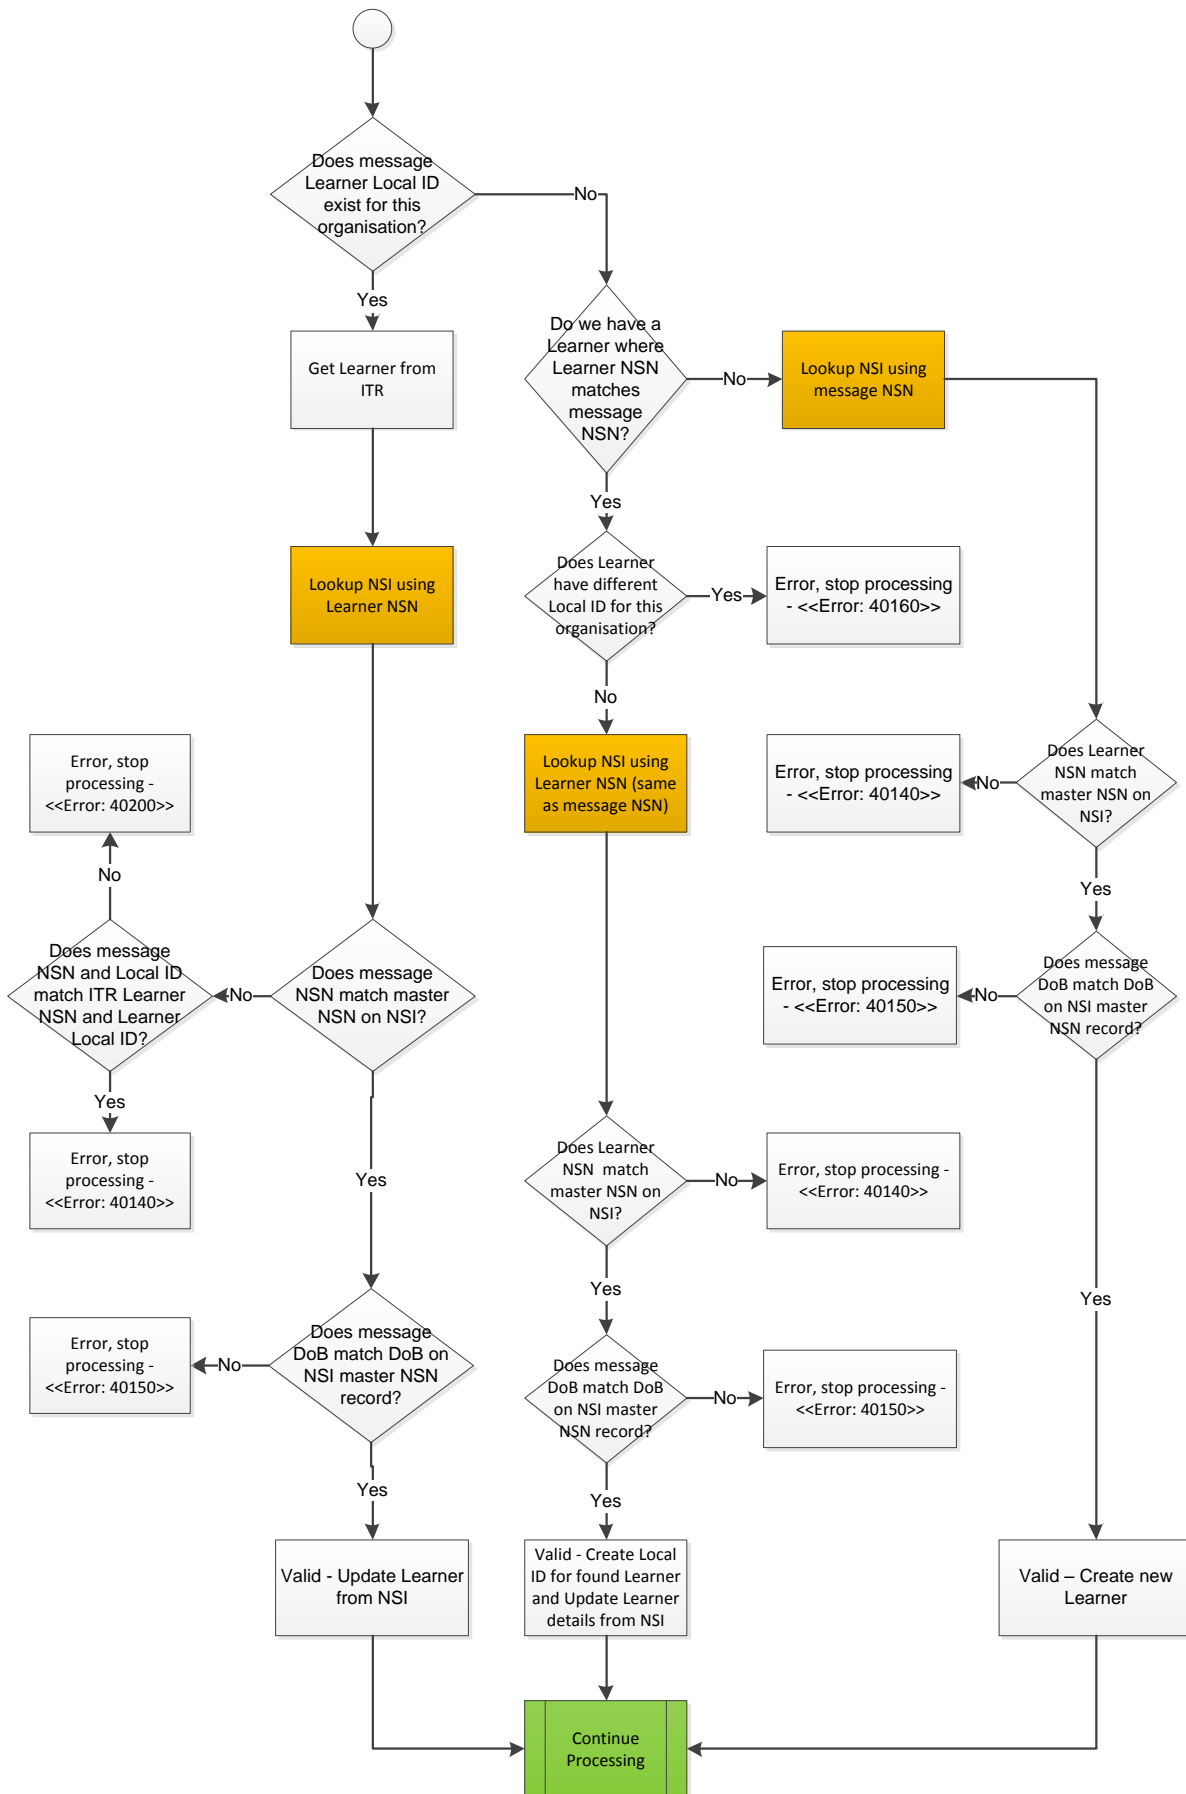 Does message
Learner Local ID
exist for this
organisation?
No
Yes
Get Learner from
ITR
Do we have a
Learner where
Learner NSN
matches
message
NSN?
No
Lookup NSI using
message NSN
Yes
Lookup NSI using
Learner NSN
Does Learner
have different
Local ID for this
organisation?
Yes
Error, stop processing
- <<Error: 40160>>
No
Lookup NSI using
Learner NSN (same
as message NSN)
Error, stop processing
- <<Error: 40140>>
No
Does Learner
NSN match
master NSN on
NSI?
Yes
Error, stop
processing -
<<Error: 40200>>
No
Does message
NSN and Local ID
match ITR Learner
NSN and Learner
Local ID?
No
Does message
NSN match master
NSN on NSI?
Error, stop processing
- <<Error: 40150>>
No
Does message
DoB match DoB
on NSI master
NSN record?
Yes
Error, stop
processing -
<<Error: 40140>>
Yes
Does Learner
NSN  match
master NSN on
NSI?
No
Error, stop processing -
<<Error: 40140>>
Yes
Yes
Error, stop
processing -
<<Error: 40150>>
No
Does message
DoB match DoB on
NSI master NSN
record?
Does message
DoB match DoB
on NSI master
NSN record?
No
Error, stop processing -
<<Error: 40150>>
Yes
Yes
Valid - Update Learner
from NSI
Valid - Create Local
ID for found Learner
and Update Learner
details from NSI
Valid – Create new
Learner
Continue
Processing